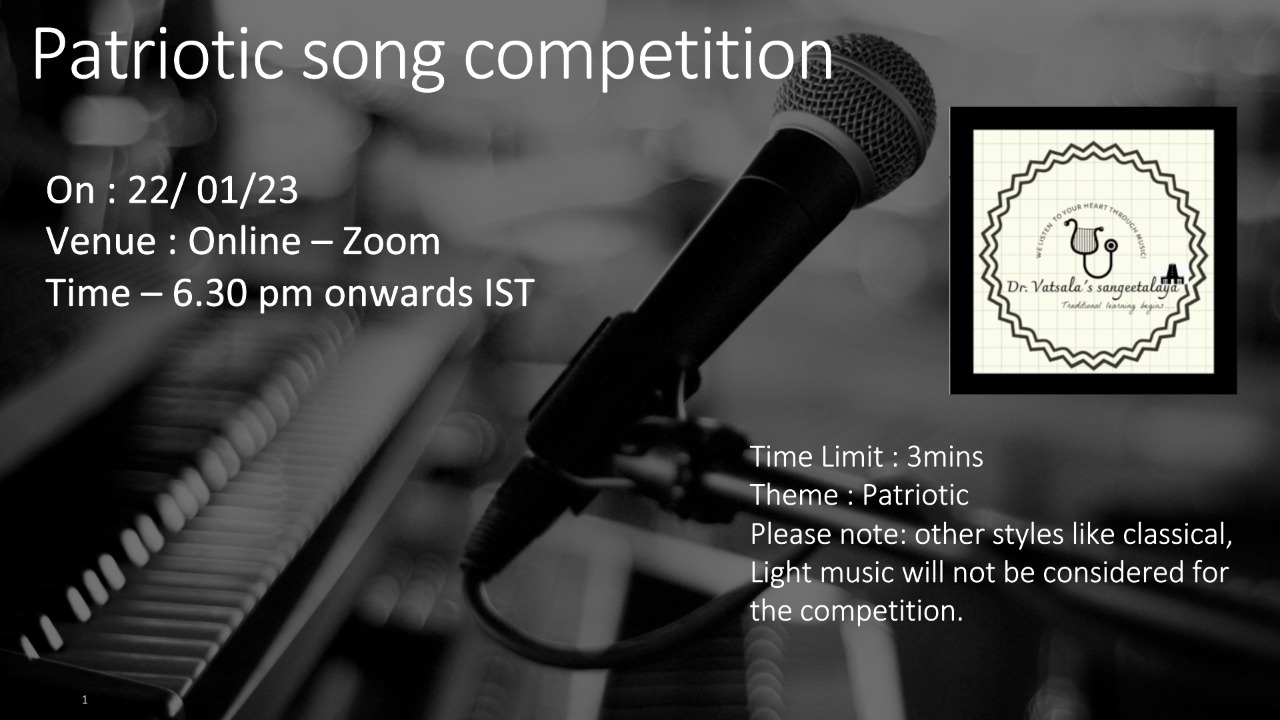 Patriotic song competition
On : 22/ 01/23
Venue : Online – Zoom
Time – 6.30 pm onwards IST
WE LISTEN TO YOUR HEART THROUGH MUSIC!
Dr. Vatsala's sangeetalaya
Traditional learning begins....
Time Limit : 3mins
Theme : Patriotic
Please note: other styles like classical,
Light music will not be considered for
the competition.
1